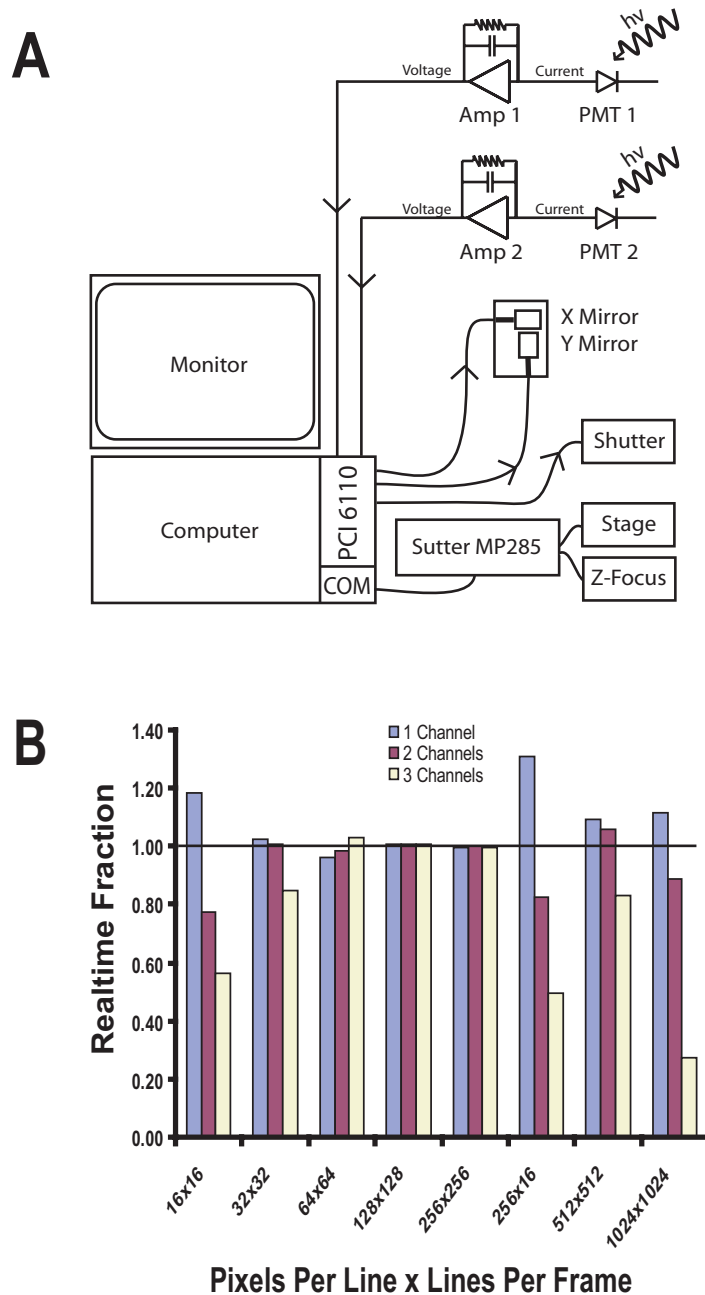 A
hν
Voltage
Current
Amp 1
PMT 1
hν
Voltage
Current
Amp 2
PMT 2
X Mirror
Y Mirror
Monitor
Shutter
Computer
PCI 6110
Sutter MP285
Stage
COM
Z-Focus
B
1 Channel
2 Channels
3 Channels
Realtime Fraction
1.40
1.20
1.00
0.80
0.60
0.40
0.20
0.00
16x16
32x32
64x64
128x128
256x256
256x16
512x512
1024x1024
Pixels Per Line x Lines Per Frame